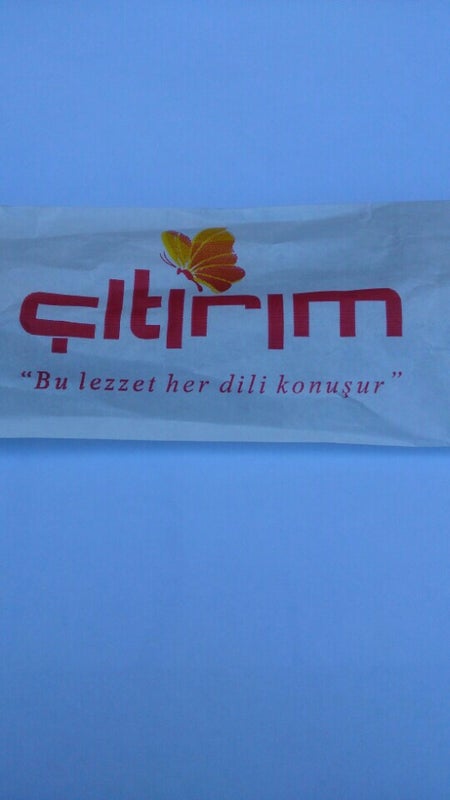 çıtırım
“Bu lezzet her dili konuşur”